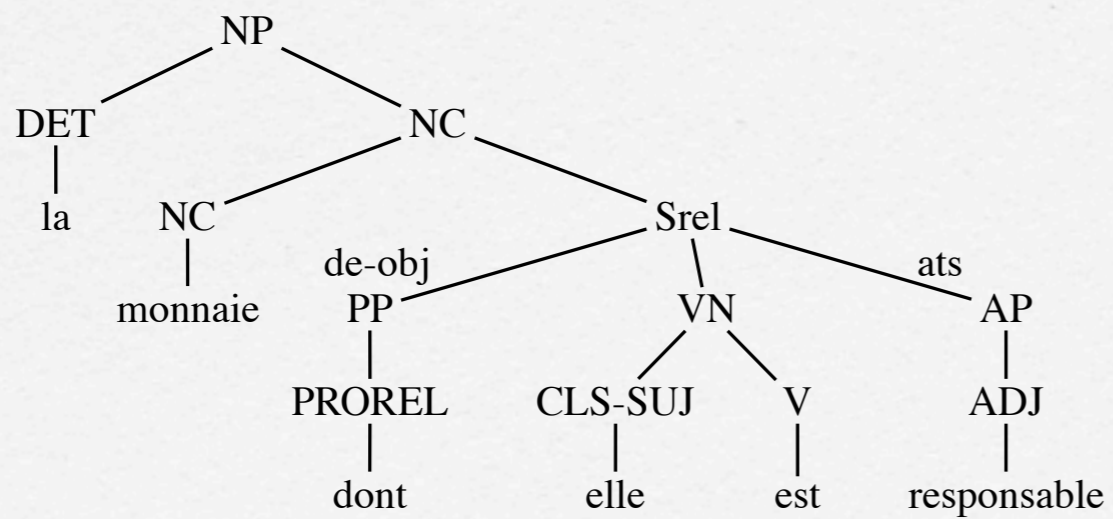 NP
DET NC
la NC Srel
de-obj ats
monnaie PP VN AP
PROREL CLS-SUJ V ADJ
dont elle est responsable